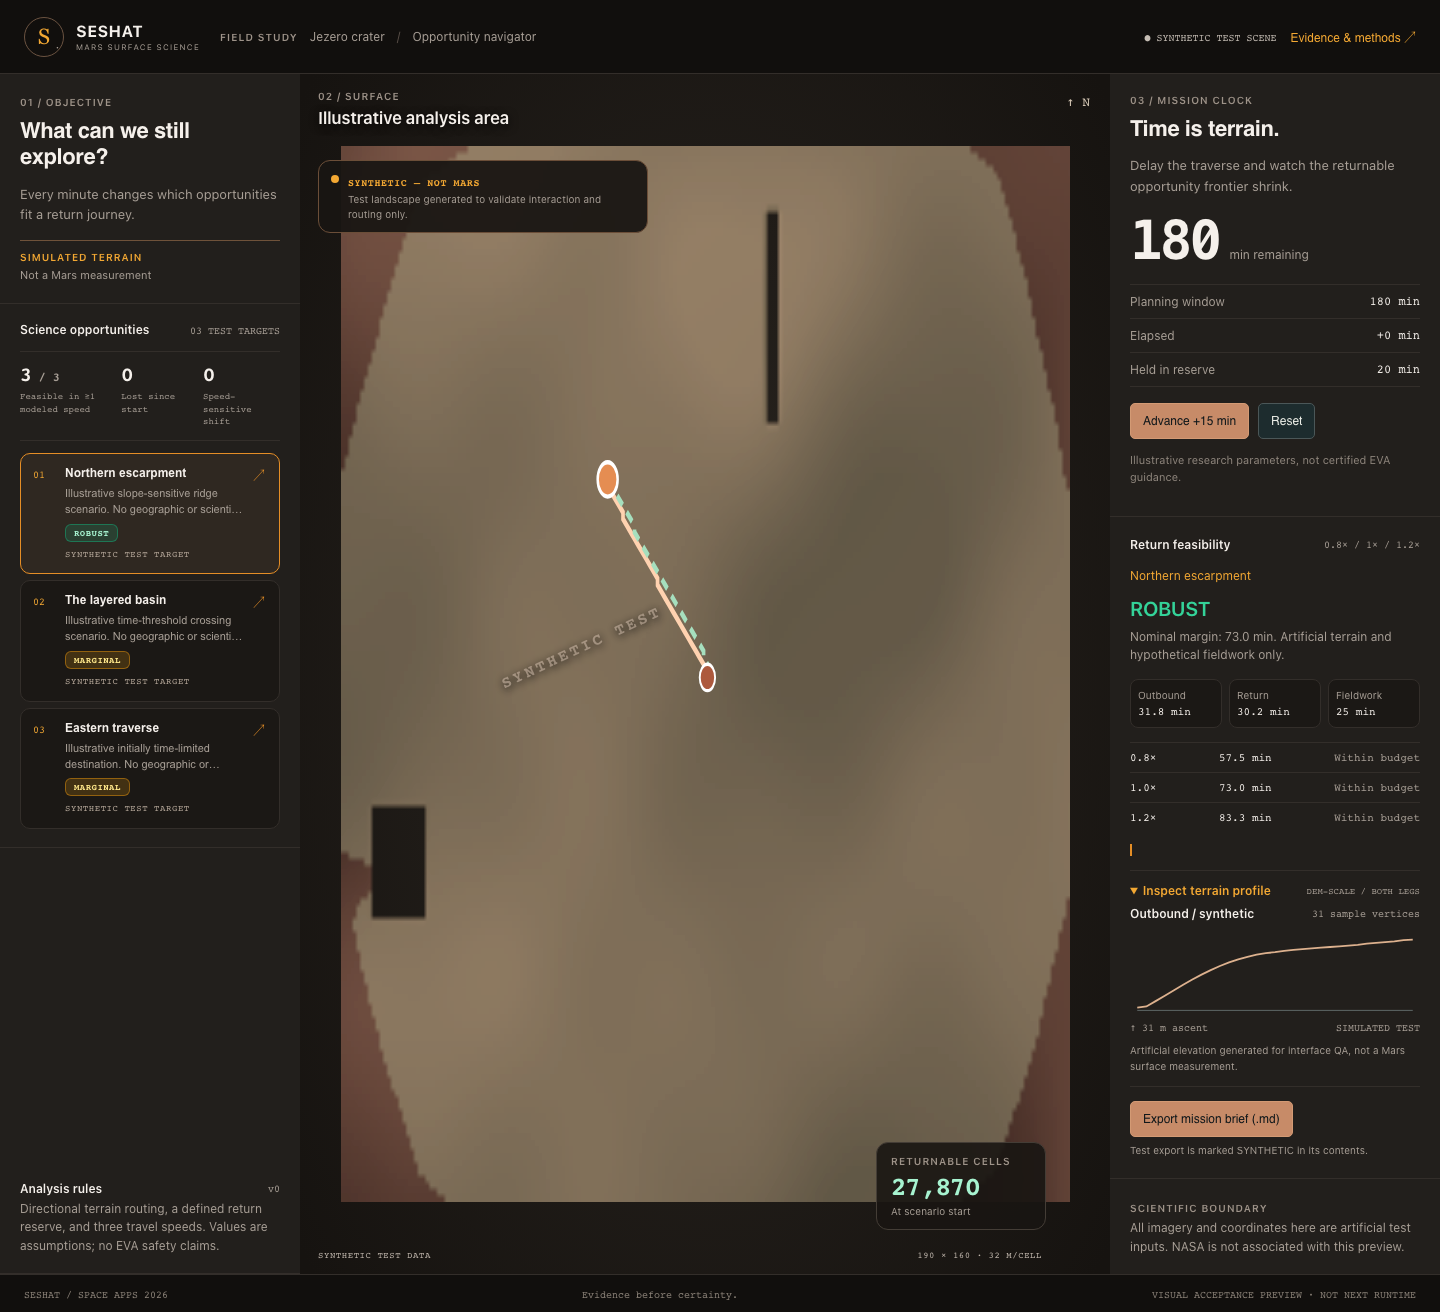 S
SESHAT
MARS SURFACE SCIENCE
FIELD STUDY Jezero crater / Opportunity navigator
● SYNTHETIC TEST SCENE Evidence & methods ↗
01 / OBJECTIVE
What can we still
explore?
Every minute changes which opportunities
fit a return journey.
SIMULATED TERRAIN
Not a Mars measurement
Science opportunities 03 TEST TARGETS
3 / 3
Feasible in ≥1
modeled speed
0
Lost since
start
0
Speed-
sensitive
shift
01 Northern escarpment ↗
Illustrative slope-sensitive ridge
scenario. No geographic or scienti...
ROBUST
SYNTHETIC TEST TARGET
02 The layered basin ↗
Illustrative time-threshold crossing
scenario. No geographic or scienti...
MARGINAL
SYNTHETIC TEST TARGET
03 Eastern traverse ↗
Illustrative initially time-limited
destination. No geographic or...
MARGINAL
SYNTHETIC TEST TARGET
Analysis rules v0
Directional terrain routing, a defined return
reserve, and three travel speeds. Values are
assumptions; no EVA safety claims.
02 / SURFACE
Illustrative analysis area
↑ N
SYNTHETIC — NOT MARS
Test landscape generated to validate interaction and
routing only.
SYNTHETIC TEST
RETURNABLE CELLS
27,870
At scenario start
SYNTHETIC TEST DATA 190 × 160 · 32 M/CELL
03 / MISSION CLOCK
Time is terrain.
Delay the traverse and watch the returnable
opportunity frontier shrink.
180 min remaining
Planning window 180 min
Elapsed +0 min
Held in reserve 20 min
Advance +15 min Reset
Illustrative research parameters, not certified EVA
guidance.
Return feasibility 0.8× / 1× / 1.2×
Northern escarpment
ROBUST
Nominal margin: 73.0 min. Artificial terrain and
hypothetical fieldwork only.
Outbound
31.8 min
Return
30.2 min
Fieldwork
25 min
0.8× 57.5 min Within budget
1.0× 73.0 min Within budget
1.2× 83.3 min Within budget
▼ Inspect terrain profile DEM-SCALE / BOTH LEGS
Outbound / synthetic 31 sample vertices
↑ 31 m ascent SIMULATED TEST
Artificial elevation generated for interface QA, not a Mars
surface measurement.
Export mission brief (.md)
Test export is marked SYNTHETIC in its contents.
SCIENTIFIC BOUNDARY
All imagery and coordinates here are artificial test
inputs. NASA is not associated with this preview.
SESHAT / SPACE APPS 2026 Evidence before certainty. VISUAL ACCEPTANCE PREVIEW · NOT NEXT RUNTIME